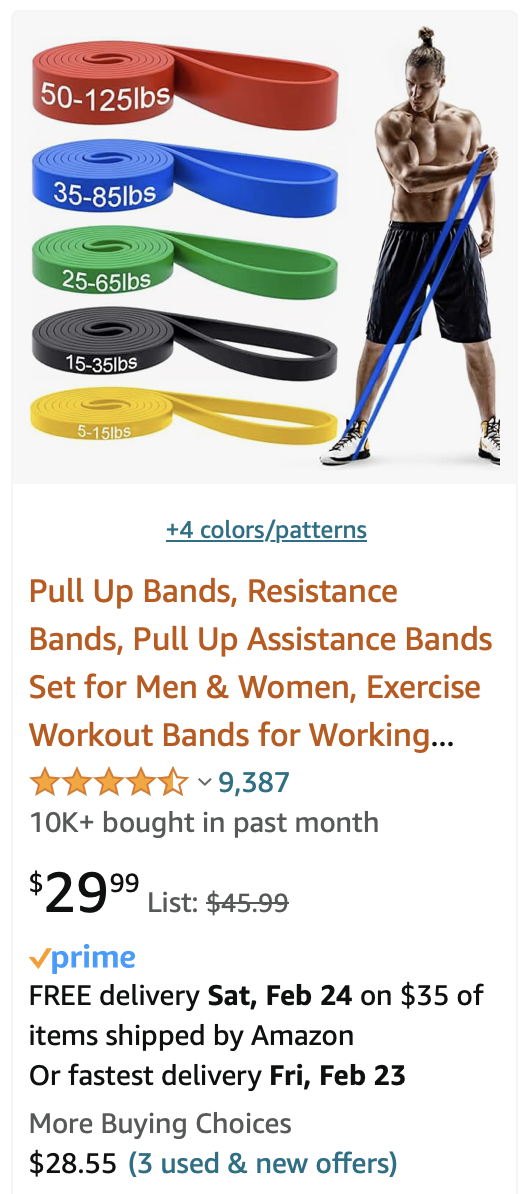 50-125lbs
35-85lbs
25-65lbs
15-35lbs
5-15lbs
+4 colors/patterns
Pull Up Bands, Resistance
Bands, Pull Up Assistance Bands
Set for Men & Women, Exercise
Workout Bands for Working...
9,387
10K+ bought in past month
$29.99 List: $45.99
prime
FREE delivery Sat, Feb 24 on $35 of
items shipped by Amazon
Or fastest delivery Fri, Feb 23
More Buying Choices
$28.55 (3 used & new offers)